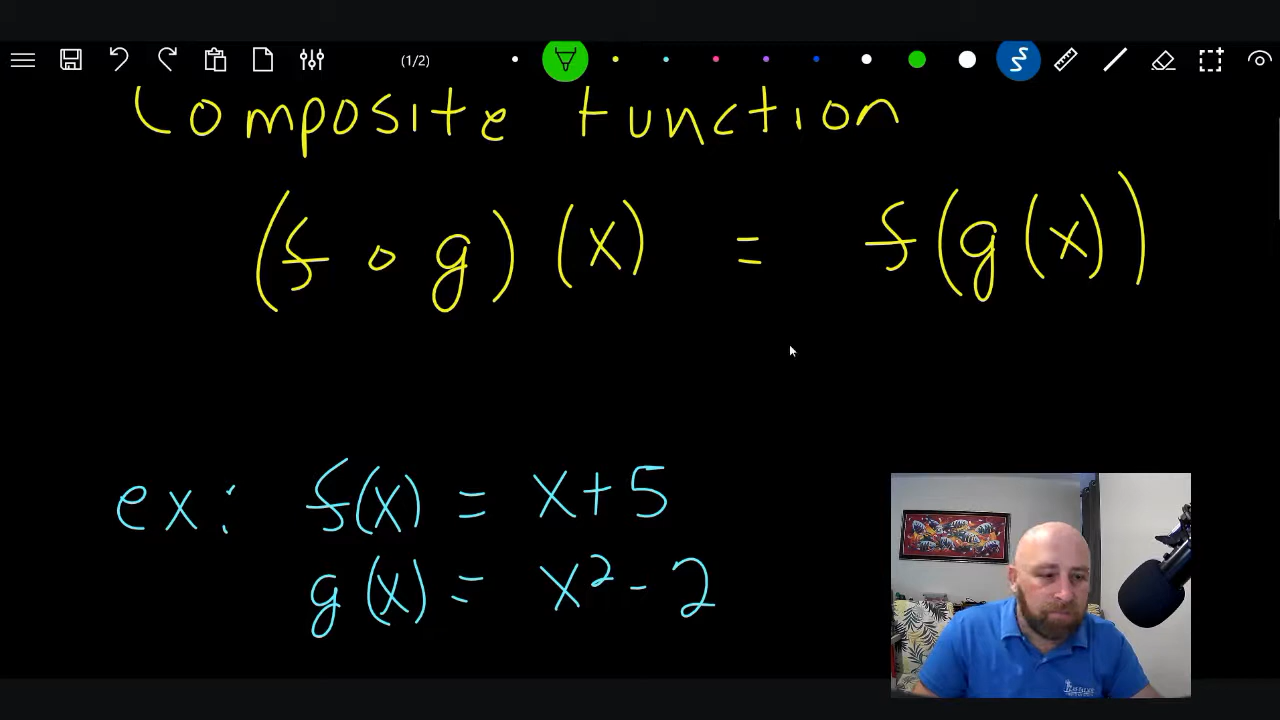 (1/2)
Composite function
(f ∘ g)(x) = f(g(x))
ex: f(x) = x+5
g(x) = x² - 2